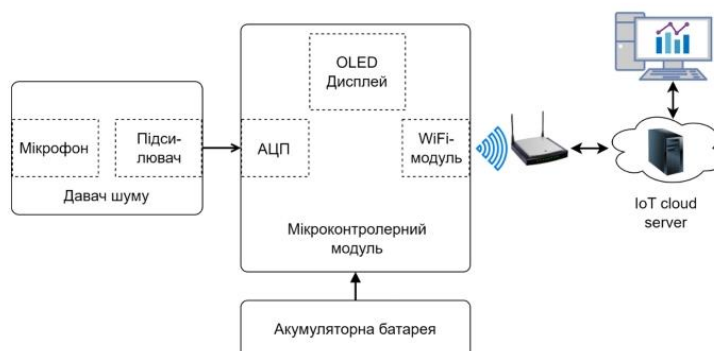 OLED
Дисплей
Мікрофон
Підси-
лювач
АЦП
WiFi-
модуль
Давач шуму
Мікроконтролерний
модуль
IoT cloud
server
Акумуляторна батарея